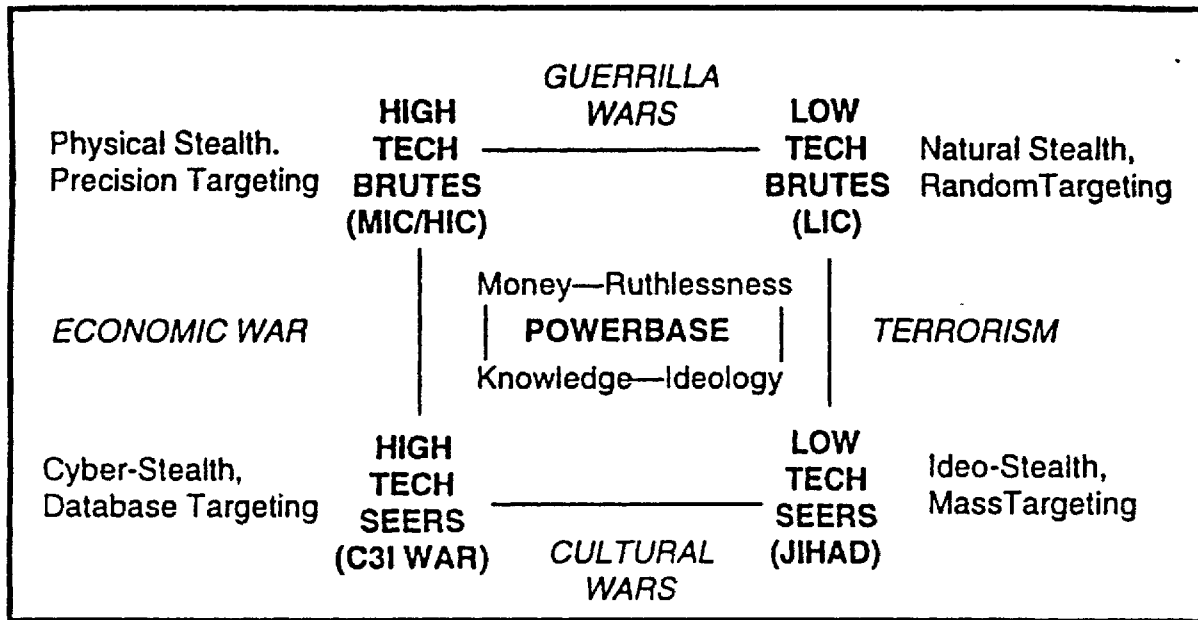 GUERRILLA
WARS
HIGH
TECH
BRUTES
(MIC/HIC)
LOW
TECH
BRUTES
(LIC)
Physical Stealth.
Precision Targeting
Natural Stealth,
RandomTargeting
Money—Ruthlessness
POWERBASE
Knowledge—Ideology
ECONOMIC WAR
TERRORISM
HIGH
TECH
SEERS
(C3I WAR)
LOW
TECH
SEERS
(JIHAD)
Cyber-Stealth,
Database Targeting
Ideo-Stealth,
MassTargeting
CULTURAL
WARS